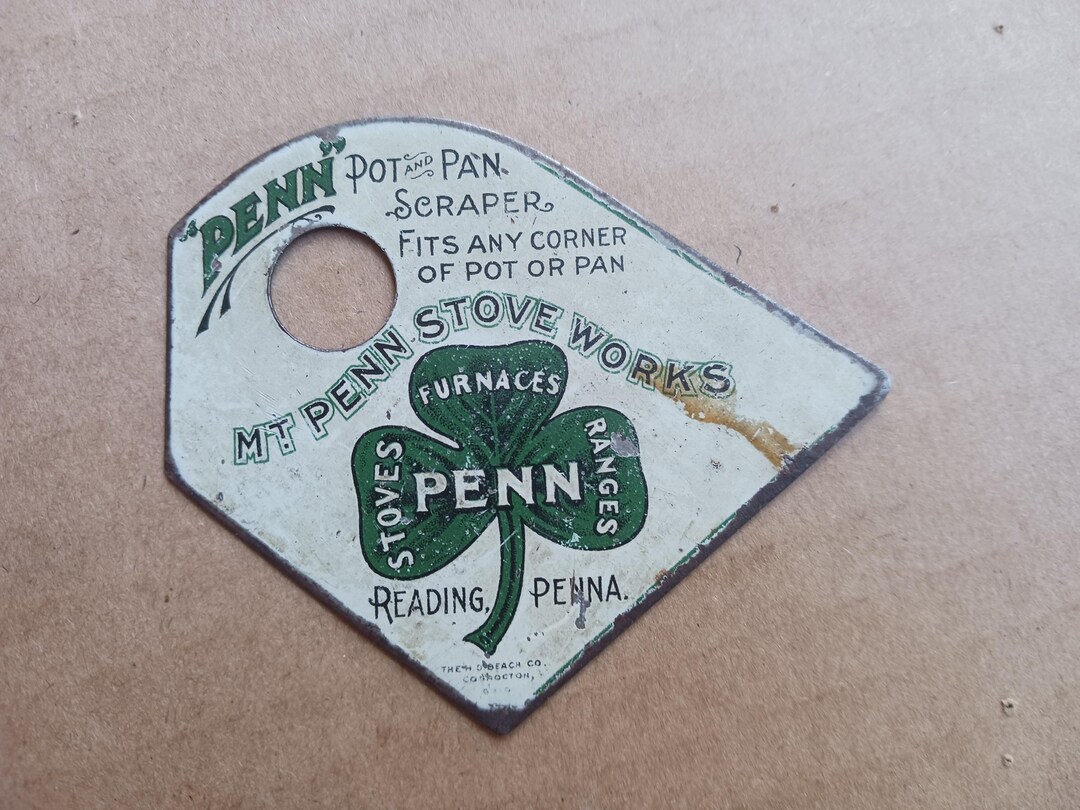 "PENN"
POT AND PAN
SCRAPER
FITS ANY CORNER
OF POT OR PAN
MT. PENN STOVE WORKS
FURNACES
STOVES
PENN
RANGES
READING, PENNA.
THE H. D. BEACH CO.
COSHOCTON,